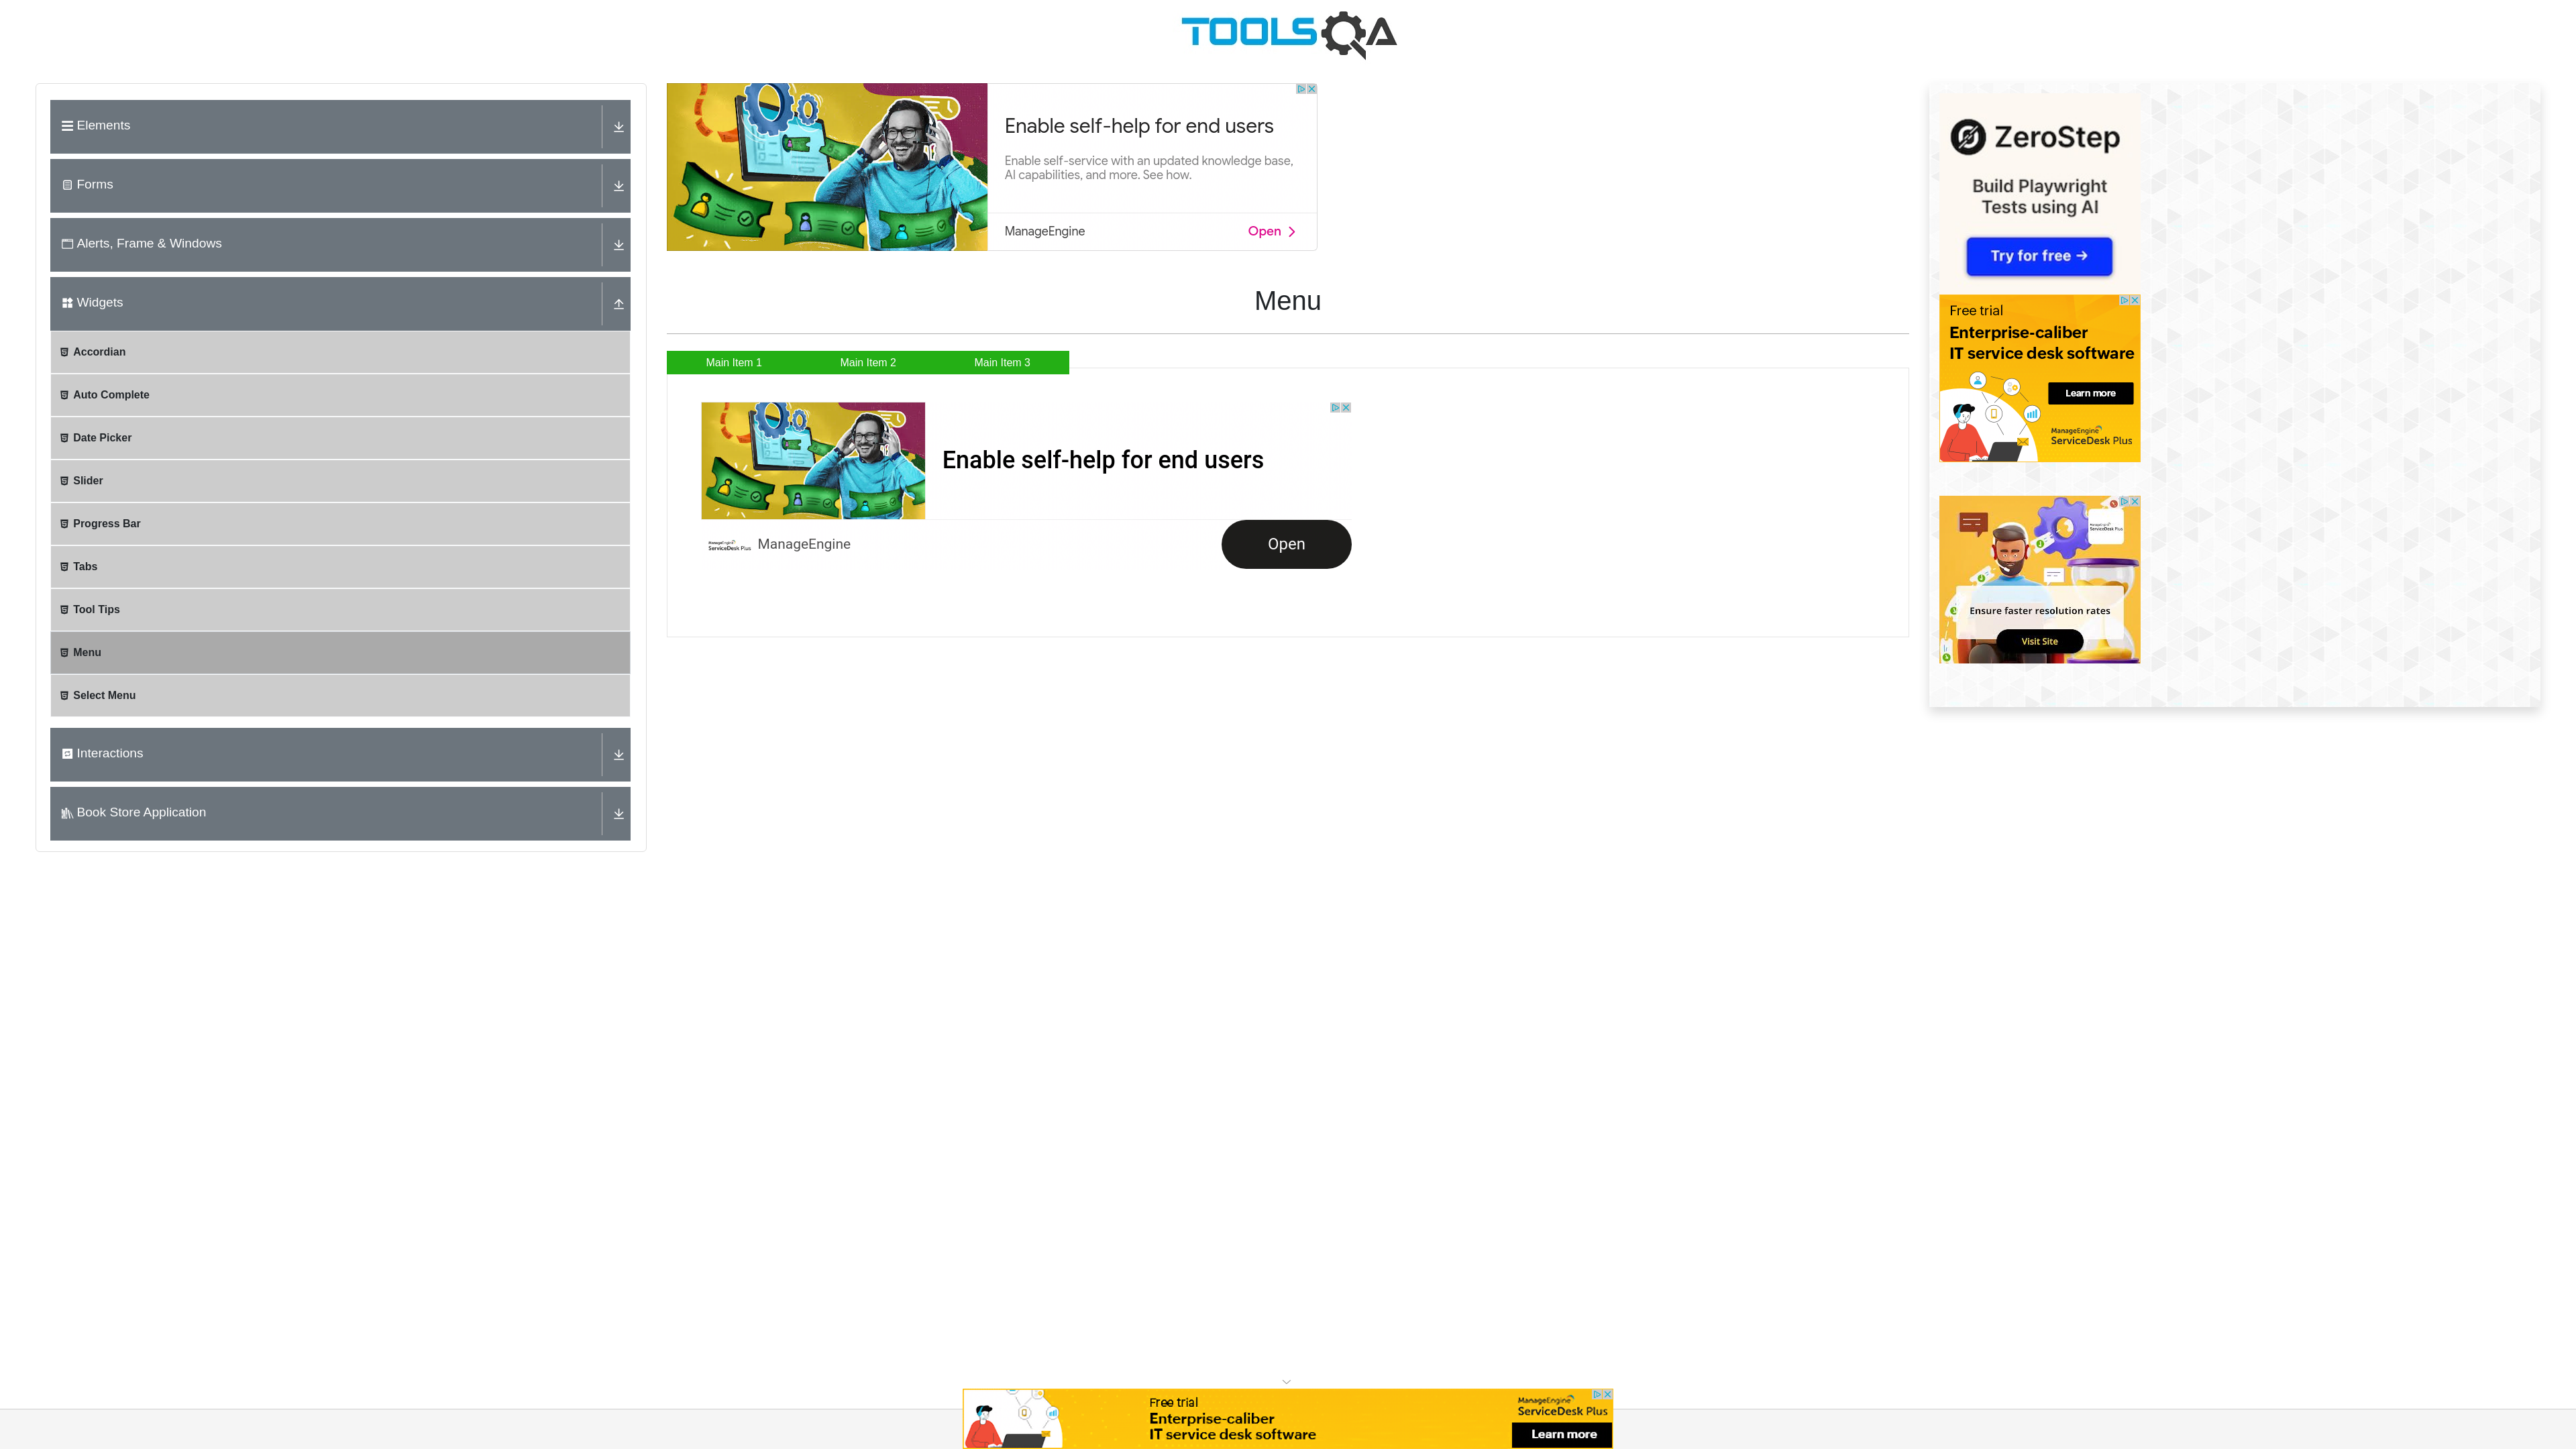 TOOLSQA
Elements
Forms
Alerts, Frame & Windows
Widgets
Accordian
Auto Complete
Date Picker
Slider
Progress Bar
Tabs
Tool Tips
Menu
Select Menu
Interactions
Book Store Application
Enable self-help for end users
Enable self-service with an updated knowledge base,
AI capabilities, and more. See how.
ManageEngine
Open
Menu
Main Item 1
Main Item 2
Main Item 3
Enable self-help for end users
ManageEngine
ServiceDesk Plus
ManageEngine
Open
ZeroStep
Build Playwright
Tests using AI
Try for free →
Free trial
Enterprise-caliber
IT service desk software
Learn more
ManageEngine
ServiceDesk Plus
ManageEngine
ServiceDesk Plus
Ensure faster resolution rates
Visit Site
Free trial
Enterprise-caliber
IT service desk software
ManageEngine
ServiceDesk Plus
Learn more